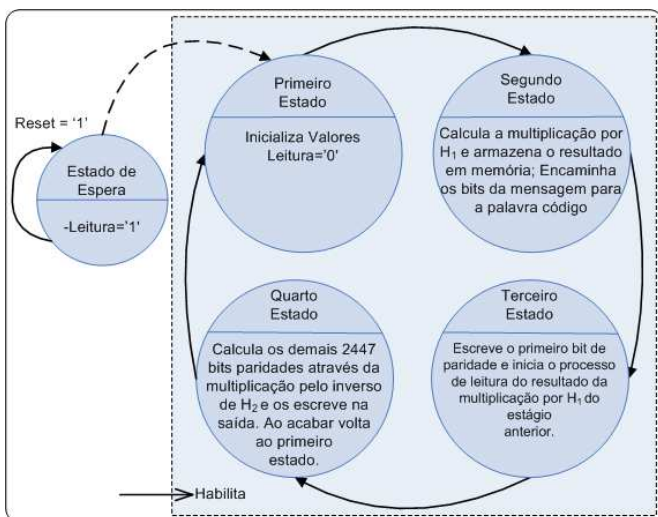 Reset = '1'
Estado de
Espera
-Leitura='1'
Primeiro
Estado
Inicializa Valores
Leitura='0'
Segundo
Estado
Calcula a multiplicação por
H1 e armazena o resultado
em memória; Encaminha
os bits da mensagem para
a palavra código
Terceiro
Estado
Escreve o primeiro bit de
paridade e inicia o processo
de leitura do resultado da
multiplicação por H1 do
estágio
anterior.
Quarto
Estado
Calcula os demais 2447
bits paridades através da
multiplicação pelo inverso
de H2 e os escreve na
saída. Ao acabar volta
ao primeiro
estado.
Habilita